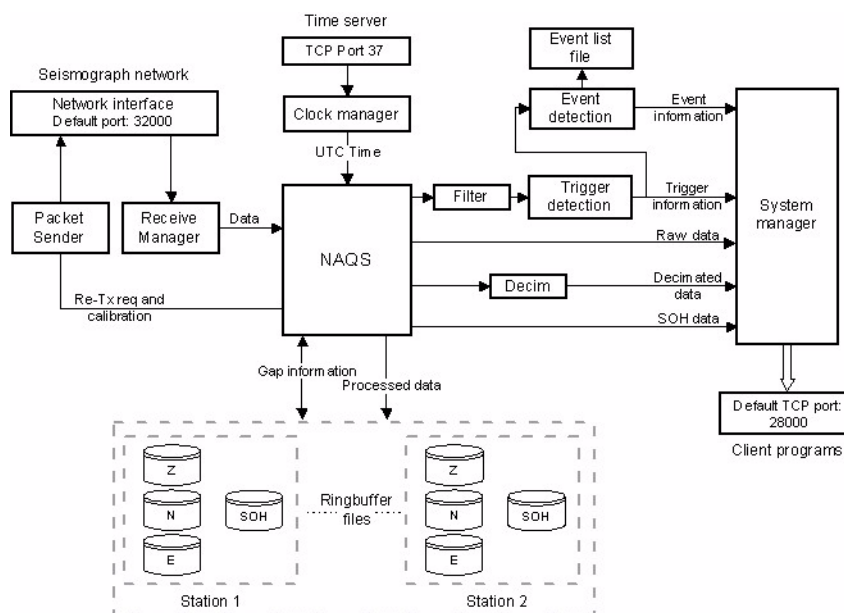 Time server
TCP Port 37
Event list
file
Seismograph network
Network interface
Default port: 32000
Clock manager
Event
detection
Event
information
UTC Time
Packet
Sender
Receive
Manager
Data
NAQS
Filter
Trigger
detection
Trigger
information
System
manager
Raw data
Re-Tx req and
calibration
Decim
Decimated
data
SOH data
Gap information
Processed data
Default TCP port:
28000
Client programs
Z
N
E
SOH
Ringbuffer
files
Z
N
E
SOH
Station 1
Station 2